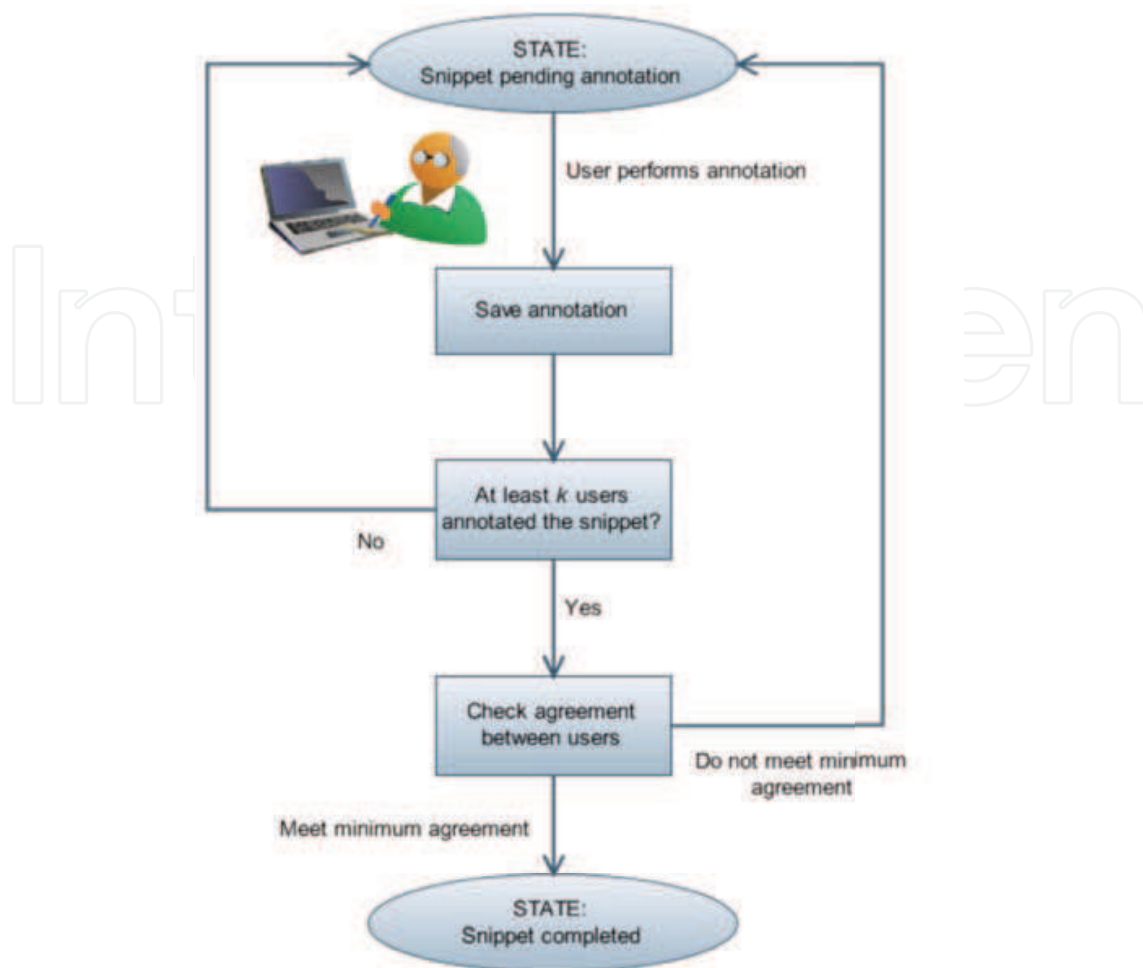 STATE:
Snippet pending annotation
User performs annotation
Save annotation
At least k users
annotated the snippet?
No
Yes
Check agreement
between users
Do not meet minimum
agreement
Meet minimum agreement
STATE:
Snippet completed